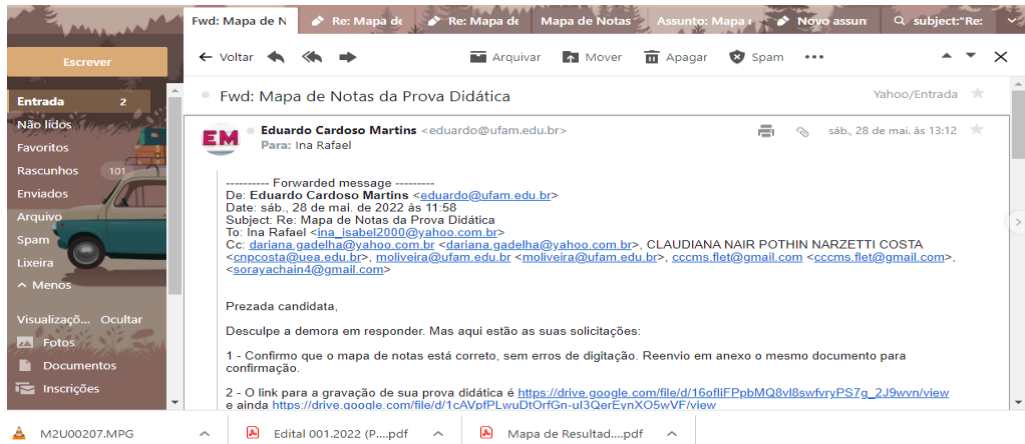 Fwd: Mapa de N
Re: Mapa de
Re: Mapa de
Mapa de Notas
Assunto: Mapa
Novo assun
subject:"Re:
Escrever
Voltar
Arquivar
Mover
Apagar
Spam
Entrada 2
Não lidos
Favoritos
Rascunhos 101
Enviados
Arquivo
Spam
Lixeira
Menos
Visualizaçõ... Ocultar
Fotos
Documentos
Inscrições
Fwd: Mapa de Notas da Prova Didática
Yahoo/Entrada
EM
Eduardo Cardoso Martins <eduardo@ufam.edu.br>
sáb., 28 de mai. às 13:12
Para: Ina Rafael
---------- Forwarded message ---------
De: Eduardo Cardoso Martins <eduardo@ufam.edu.br>
Date: sáb., 28 de mai. de 2022 às 11:58
Subject: Re: Mapa de Notas da Prova Didática
To: Ina Rafael <ina_isabel2000@yahoo.com.br>
Cc: dariana.gadelha@yahoo.com.br <dariana.gadelha@yahoo.com.br>, CLAUDIANA NAIR POTHIN NARZETTI COSTA
<cnpcosta@uea.edu.br>, moliveira@ufam.edu.br <moliveira@ufam.edu.br>, cccms.flet@gmail.com <cccms.flet@gmail.com>,
<sorayachain4@gmail.com>
Prezada candidata,
Desculpe a demora em responder. Mas aqui estão as suas solicitações:
1 - Confirmo que o mapa de notas está correto, sem erros de digitação. Reenvio em anexo o mesmo documento para
confirmação.
2 - O link para a gravação de sua prova didática é https://drive.google.com/file/d/16ofIiFPpbMQ8vl8swfvryPS7g_2J9wvn/view
e ainda https://drive.google.com/file/d/1cAVpfPLwuDtOrfGn-uI3QerEynXO5wVF/view
M2U00207.MPG
Edital 001.2022 (P....pdf
Mapa de Resultad....pdf